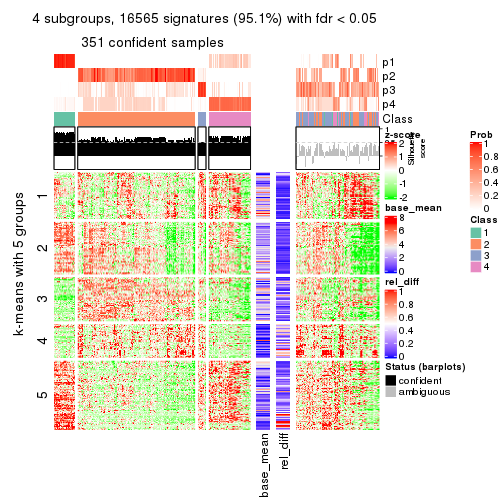 4 subgroups, 16565 signatures (95.1%) with fdr < 0.05
351 confident samples
p1
p2
p3
p4
Class
1
Silhouette
score
k-means with 5 groups
1
2
3
4
5
base_mean
rel_diff
z-score
2
1
0
-1
-2
base_mean
8
6
4
2
0
rel_diff
1
0.8
0.6
0.4
0.2
0
Status (barplots)
confident
ambiguous
Prob
1
0.8
0.6
0.4
0.2
0
Class
1
2
3
4